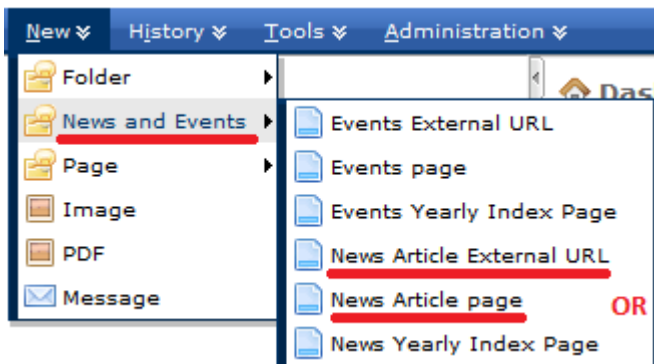 New History Tools Administration
Folder
Das
News and Events
Events External URL
Page
Events page
Image
Events Yearly Index Page
PDF
News Article External URL
Message
News Article page OR
News Yearly Index Page